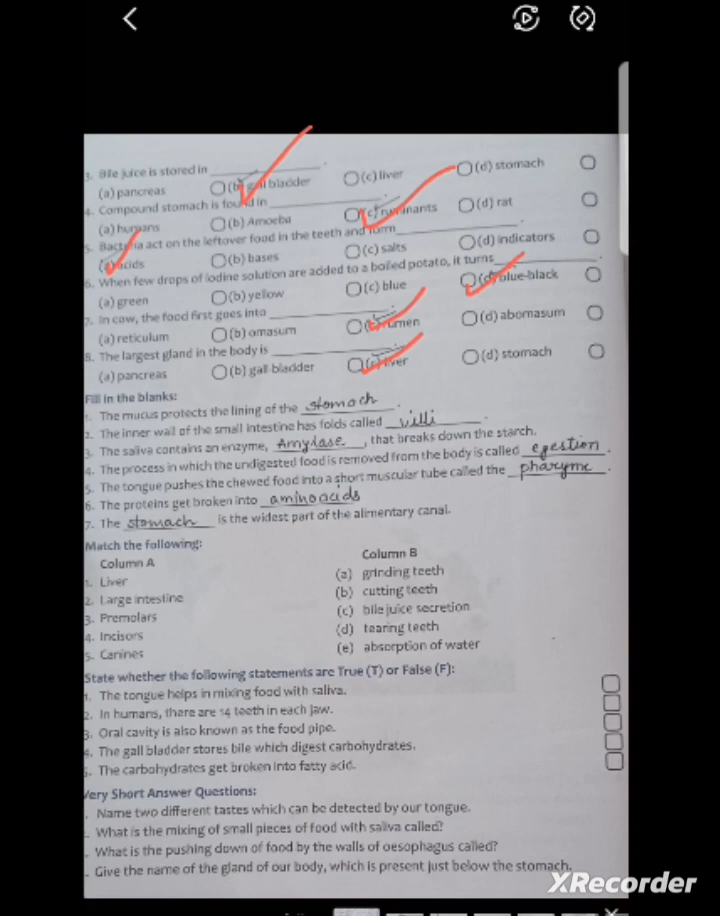 3. Bile juice is stored in __________.
(a) pancreas (b) gall bladder (c) liver (d) stomach
4. Compound stomach is found in __________.
(a) humans (b) Amoeba (c) ruminants (d) rat
5. Bacteria act on the leftover food in the teeth and form __________.
(a) acids (b) bases (c) salts (d) indicators
6. When few drops of iodine solution are added to a boiled potato, it turns __________.
(a) green (b) yellow (c) blue (d) blue-black
7. In cow, the food first goes into __________.
(a) reticulum (b) omasum (c) rumen (d) abomasum
8. The largest gland in the body is __________.
(a) pancreas (b) gall bladder (c) liver (d) stomach
Fill in the blanks:
1. The mucus protects the lining of the stomach.
2. The inner wall of the small intestine has folds called villi.
3. The saliva contains an enzyme, Amylase, that breaks down the starch.
4. The process in which the undigested food is removed from the body is called egestion.
5. The tongue pushes the chewed food into a short muscular tube called the
6. The proteins get broken into amino acids
7. The stomach is the widest part of the alimentary canal.
Match the following:
Column A Column B
1. Liver (a) grinding teeth
2. Large intestine (b) cutting teeth
3. Premolars (c) bile juice secretion
4. Incisors (d) tearing teeth
5. Canines (e) absorption of water
State whether the following statements are True (T) or False (F):
1. The tongue helps in mixing food with saliva.
2. In humans, there are 14 teeth in each jaw.
3. Oral cavity is also known as the food pipe.
4. The gall bladder stores bile which digest carbohydrates.
5. The carbohydrates get broken into fatty acid.
Very Short Answer Questions:
. Name two different tastes which can be detected by our tongue.
. What is the mixing of small pieces of food with saliva called?
. What is the pushing down of food by the walls of oesophagus called?
. Give the name of the gland of our body, which is present just below the stomach.
XRecorder